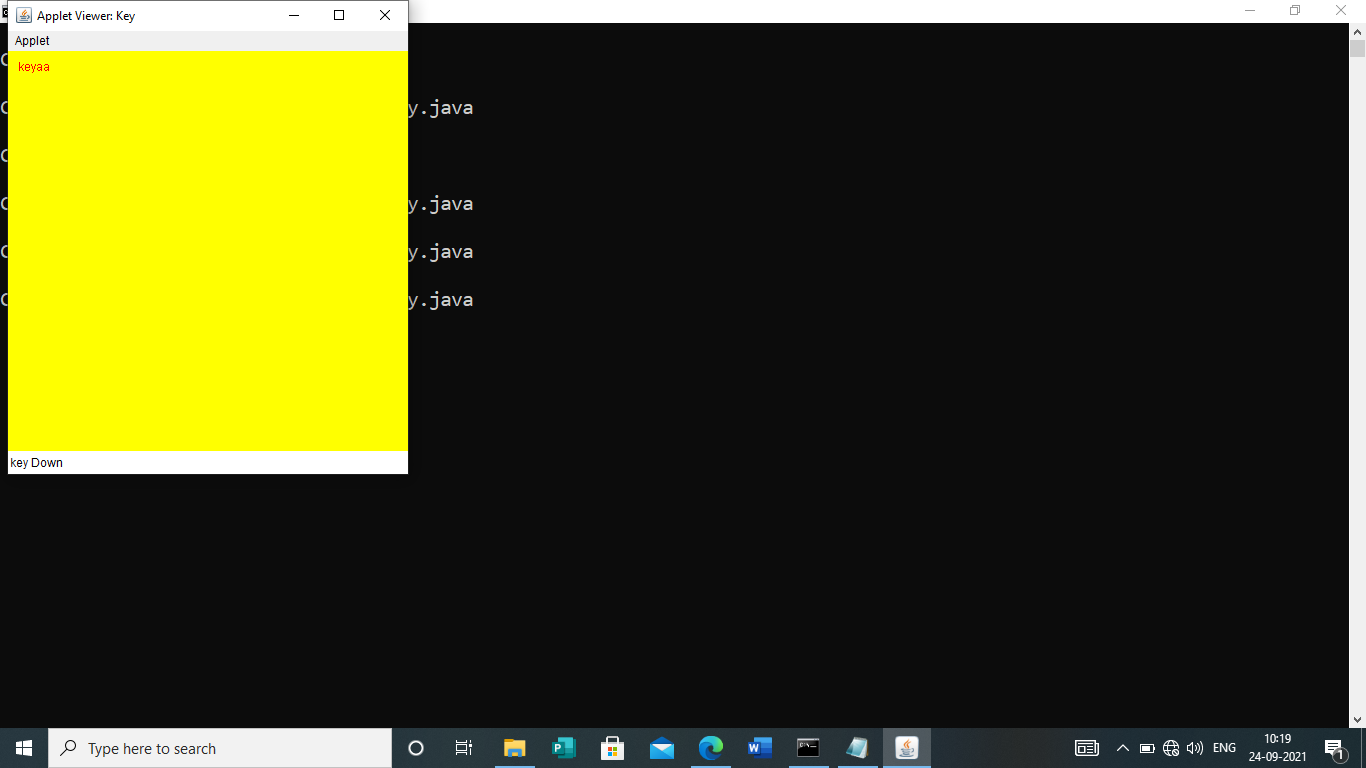 Applet Viewer: Key
Applet
keyaa
y.java
y.java
y.java
y.java
key Down
Type here to search
ENG
10:19
24-09-2021
1